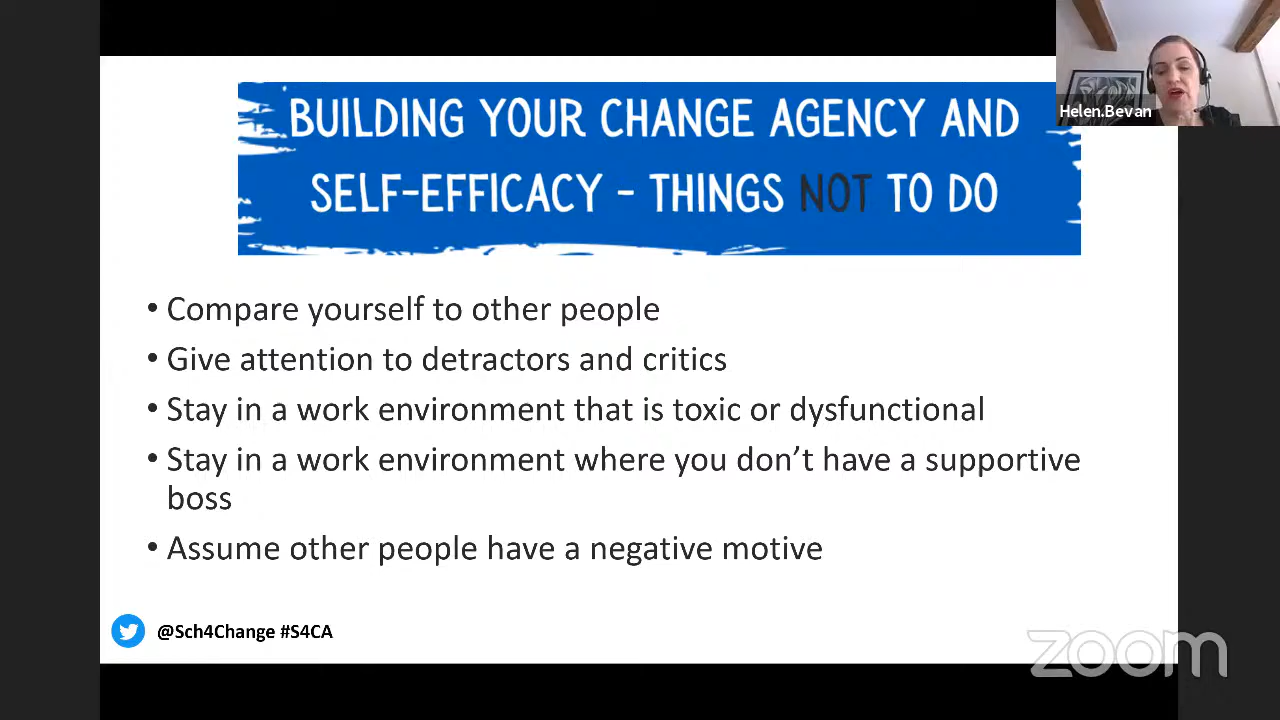 BUILDING YOUR CHANGE AGENCY AND
SELF-EFFICACY - THINGS NOT TO DO
Helen.Bevan
• Compare yourself to other people
• Give attention to detractors and critics
• Stay in a work environment that is toxic or dysfunctional
• Stay in a work environment where you don’t have a supportive
boss
• Assume other people have a negative motive
@Sch4Change #S4CA
zoom